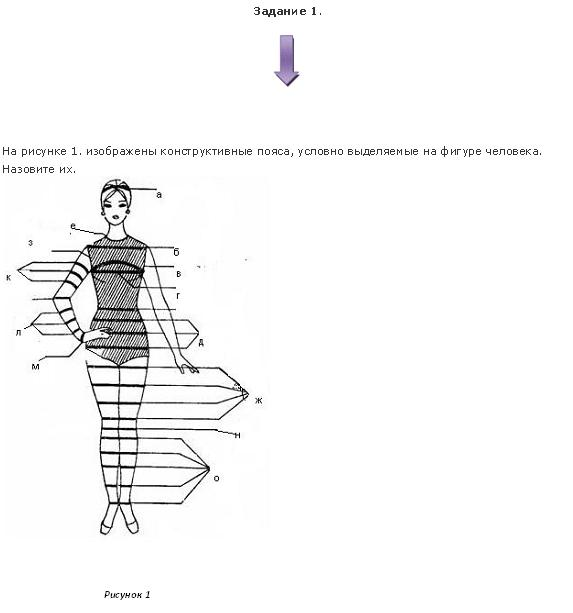 Задание 1.
На рисунке 1. изображены конструктивные пояса, условно выделяемые на фигуре человека.
Назовите их.
а
е
з
б
в
к
г
л
д
м
ж
н
о
Рисунок 1